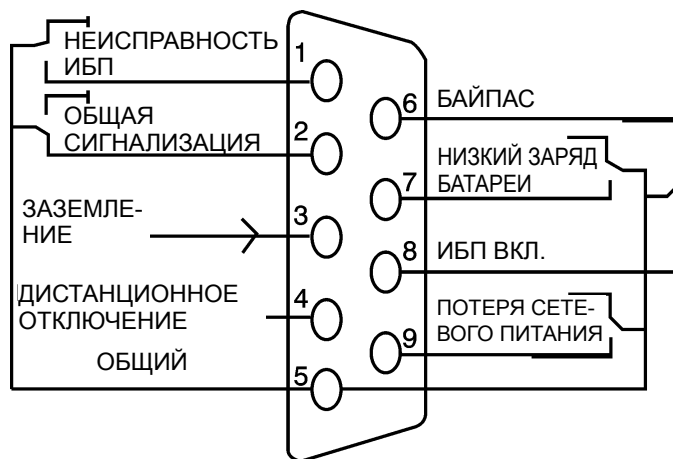 НЕИСПРАВНОСТЬ
ИБП
1
ОБЩАЯ
СИГНАЛИЗАЦИЯ
2
ЗАЗЕМЛЕ-
НИЕ
3
ДИСТАНЦИОННОЕ
ОТКЛЮЧЕНИЕ
4
ОБЩИЙ
5
6
БАЙПАС
7
НИЗКИЙ ЗАРЯД
БАТАРЕИ
8
ИБП ВКЛ.
9
ПОТЕРЯ СЕТЕ-
ВОГО ПИТАНИЯ